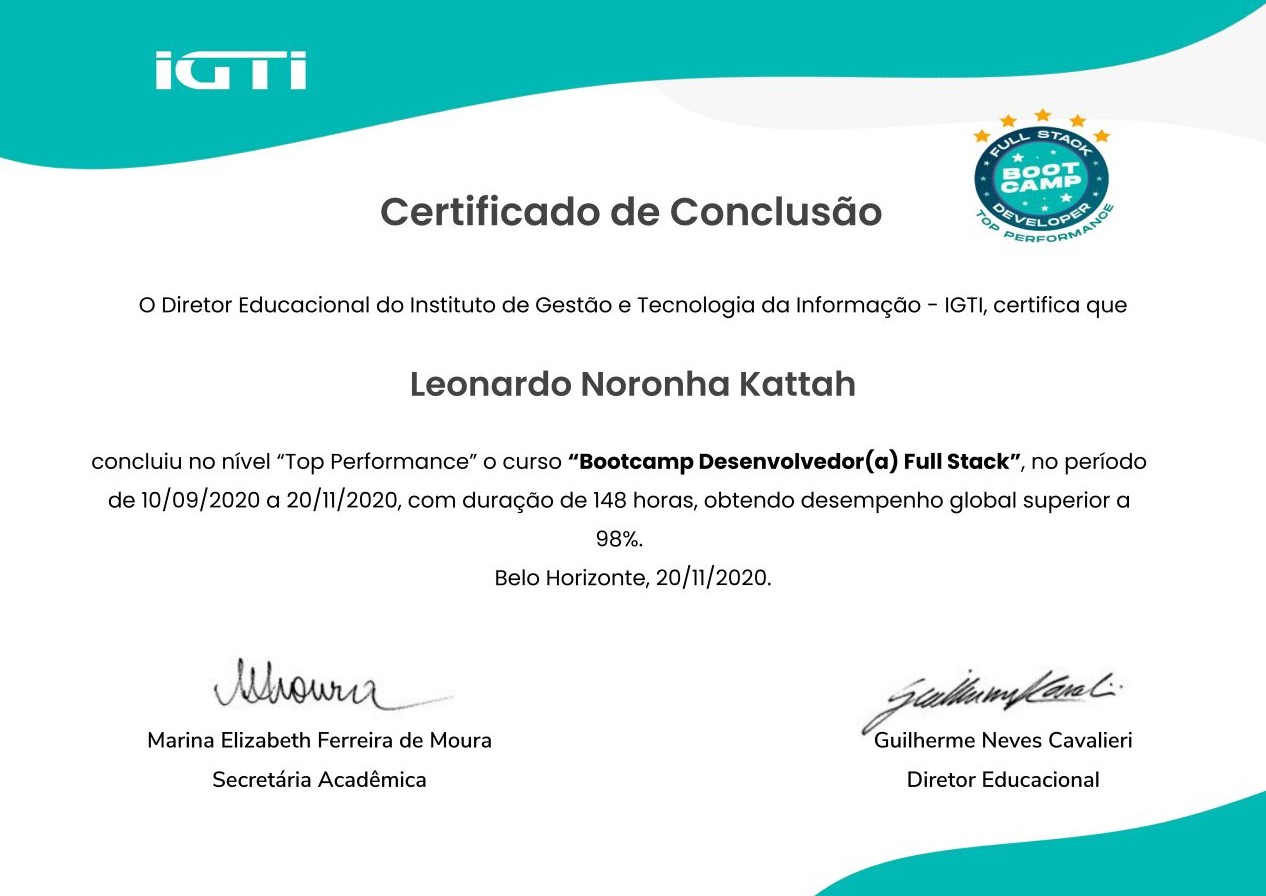 iGTi
FULL STACK
BOOT
CAMP
DEVELOPER
TOP PERFORMANCE
Certificado de Conclusão
O Diretor Educacional do Instituto de Gestão e Tecnologia da Informação - IGTI, certifica que
Leonardo Noronha Kattah
concluiu no nível “Top Performance” o curso “Bootcamp Desenvolvedor(a) Full Stack”, no período
de 10/09/2020 a 20/11/2020, com duração de 148 horas, obtendo desempenho global superior a
98%.
Belo Horizonte, 20/11/2020.
Marina Elizabeth Ferreira de Moura
Secretária Acadêmica
Guilherme Neves Cavalieri
Diretor Educacional